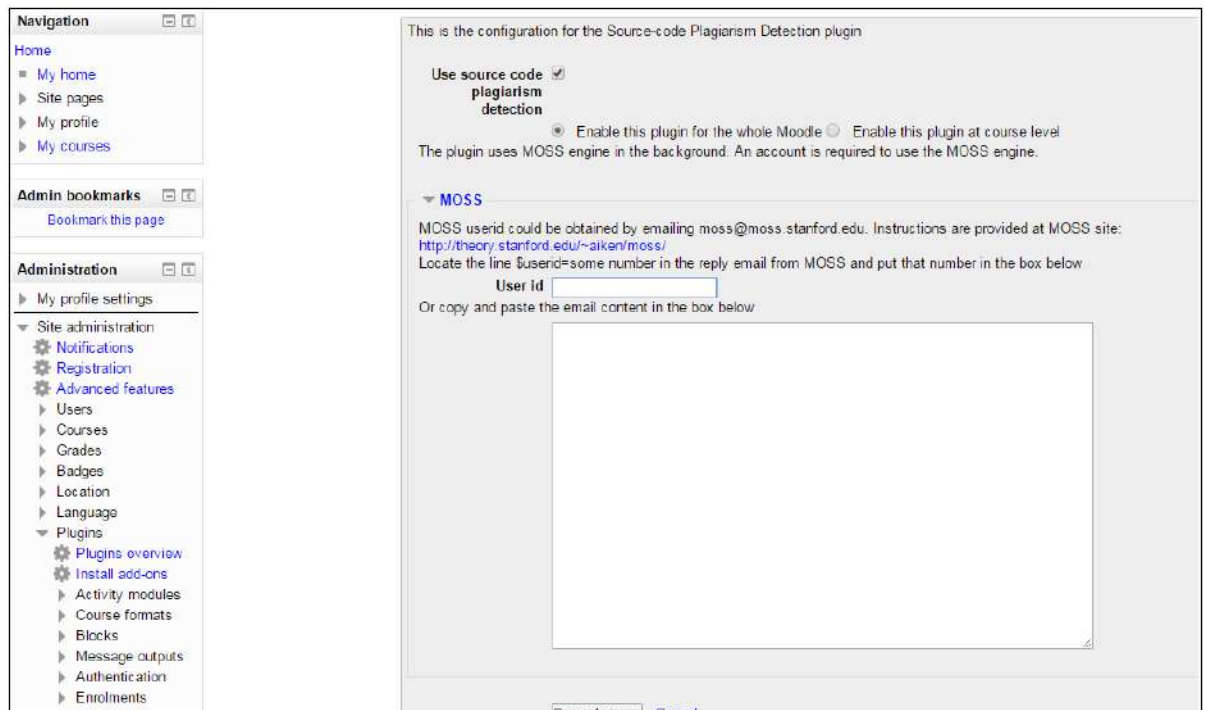 Navigation
Home
My home
Site pages
My profile
My courses
Admin bookmarks
Bookmark this page
Administration
My profile settings
Site administration
Notifications
Registration
Advanced features
Users
Courses
Grades
Badges
Location
Language
Plugins
Plugins overview
Install add-ons
Activity modules
Course formats
Blocks
Message outputs
Authentication
Enrolments
This is the configuration for the Source-code Plagiarism Detection plugin
Use source code
plagiarism
detection
Enable this plugin for the whole Moodle Enable this plugin at course level
The plugin uses MOSS engine in the background. An account is required to use the MOSS engine.
MOSS
MOSS userid could be obtained by emailing moss@moss.stanford.edu. Instructions are provided at MOSS site:
http://theory.stanford.edu/~aiken/moss/
Locate the line $userid=some number in the reply email from MOSS and put that number in the box below
User id
Or copy and paste the email content in the box below